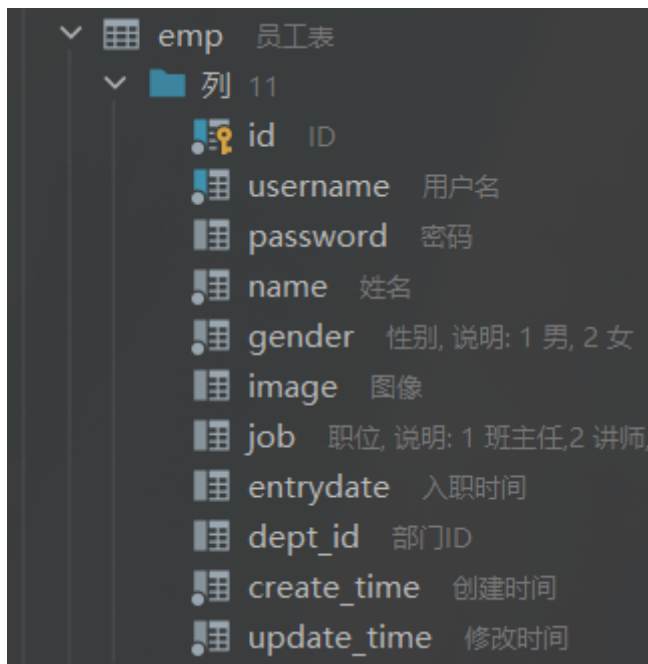 emp 员工表
列 11
id ID
username 用户名
password 密码
name 姓名
gender 性别, 说明: 1 男, 2 女
image 图像
job 职位, 说明: 1 班主任,2 讲师,
entrydate 入职时间
dept_id 部门ID
create_time 创建时间
update_time 修改时间